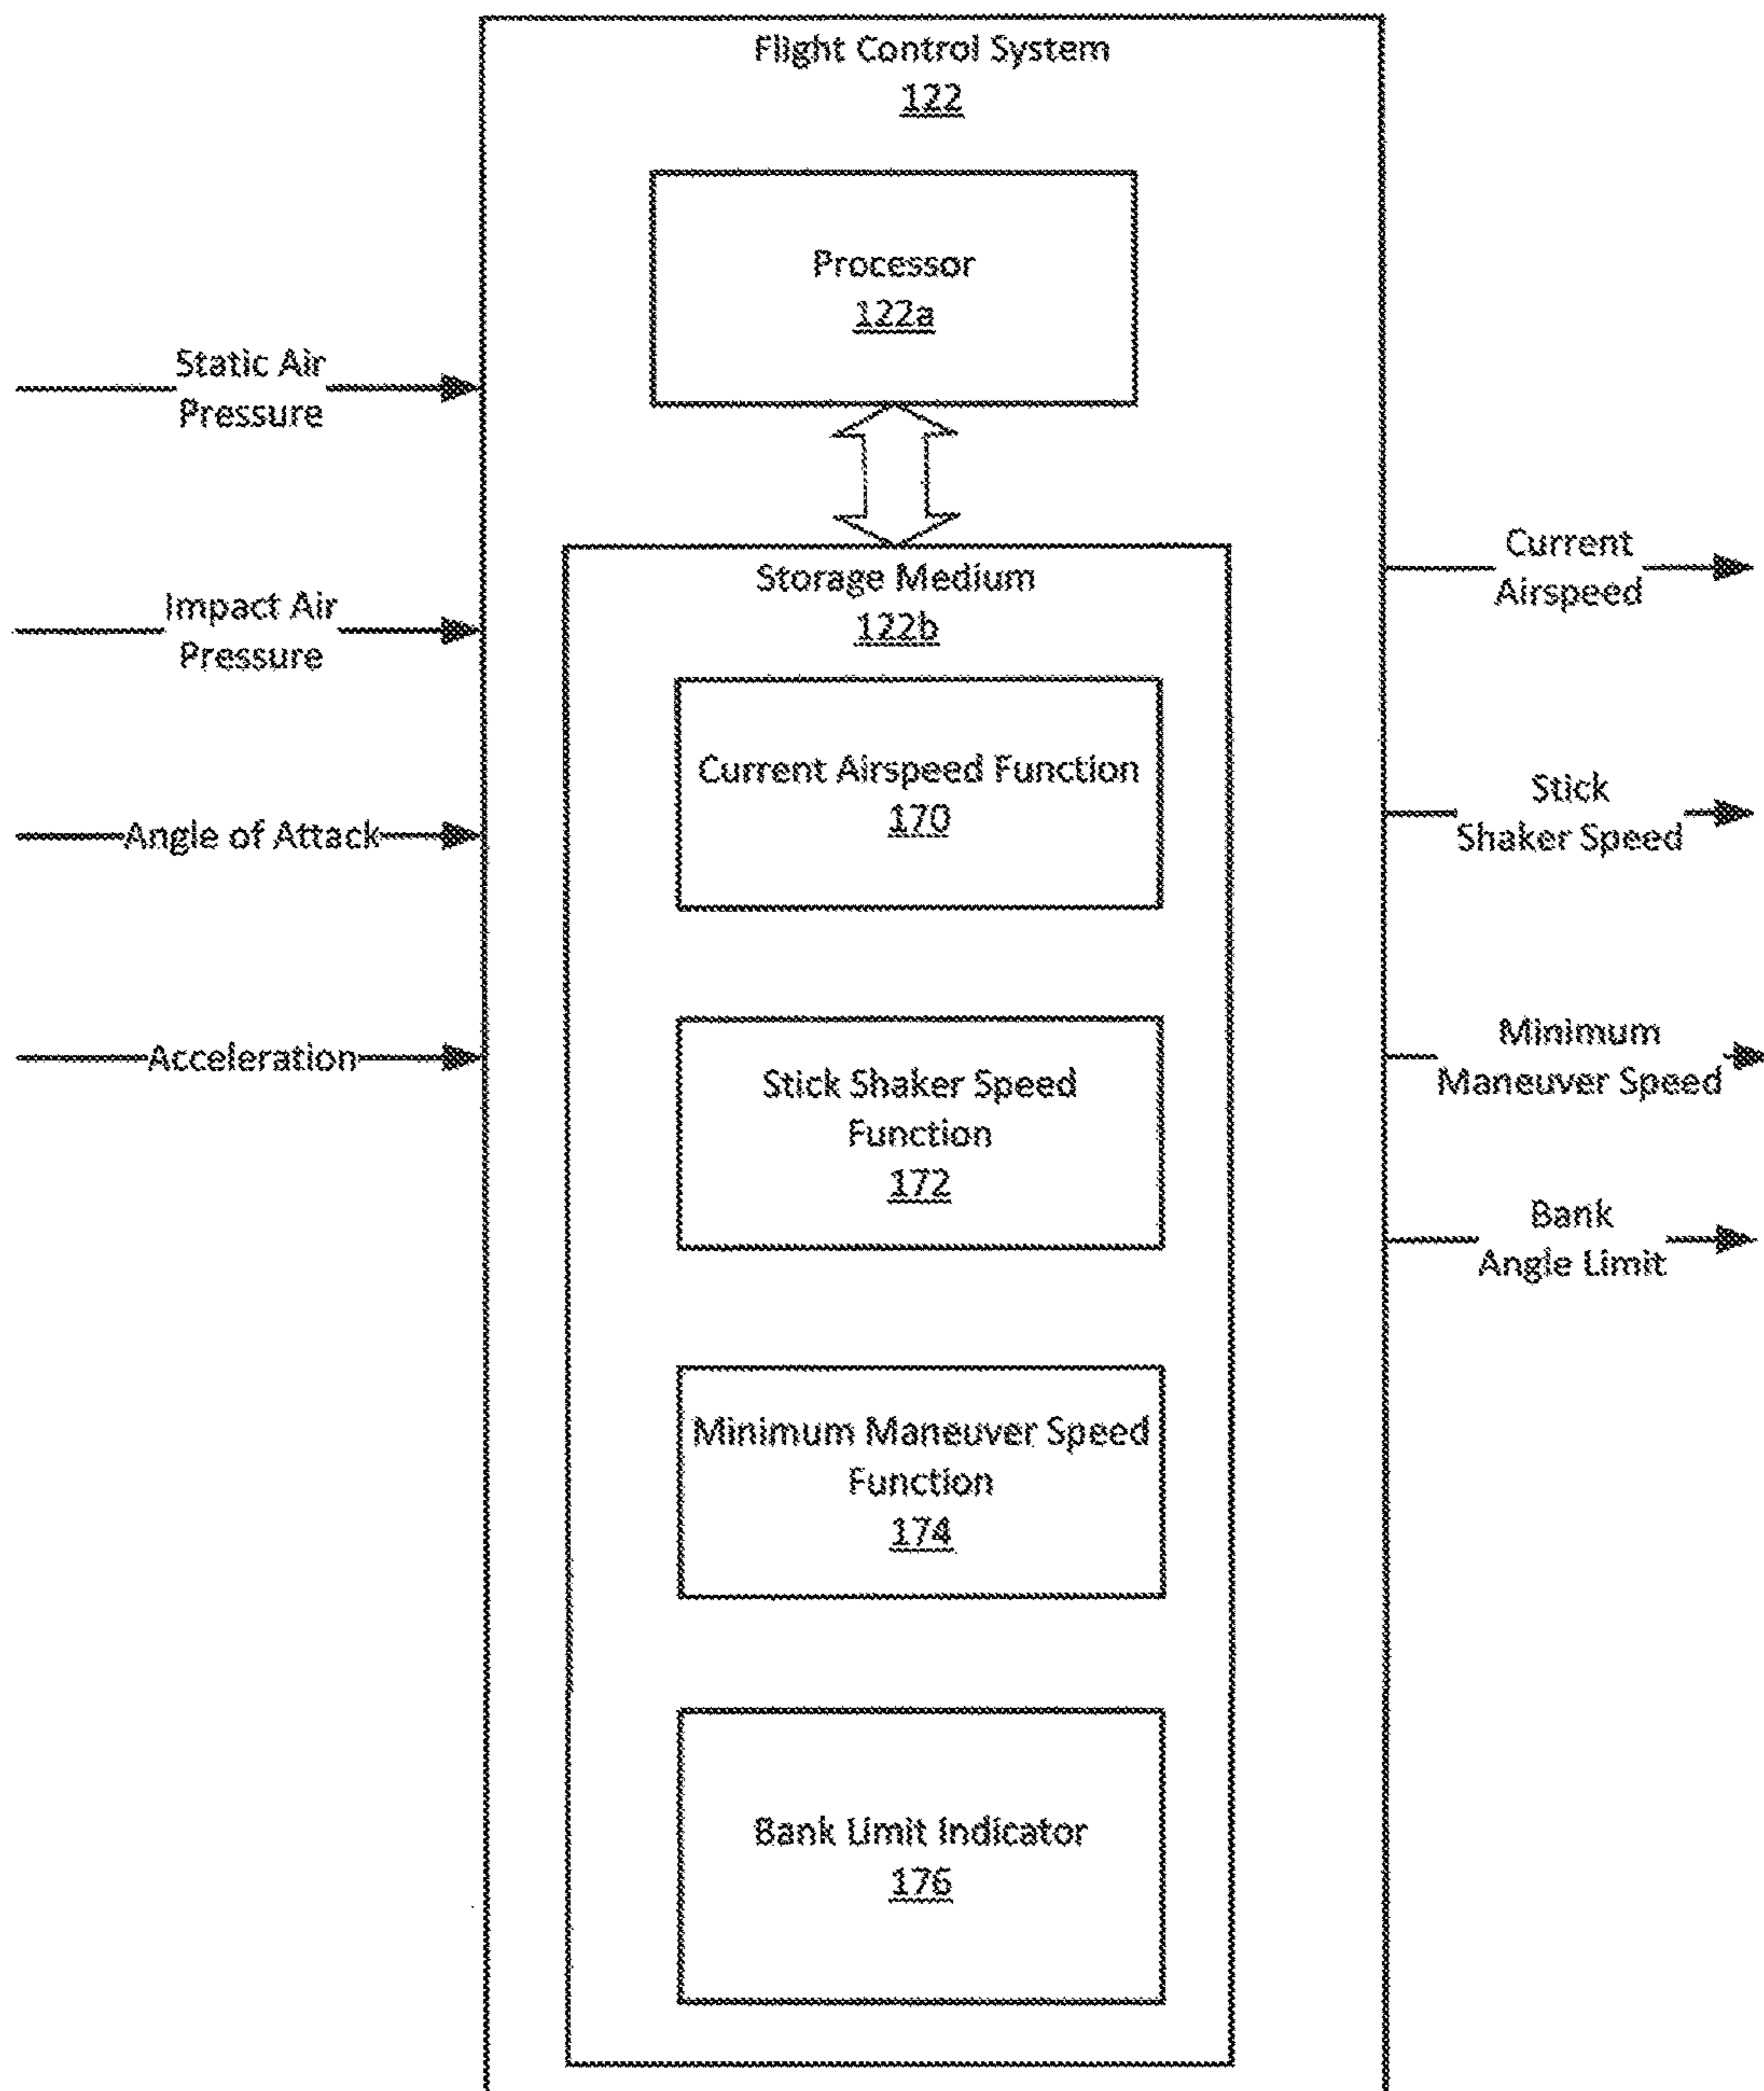 Flight Control System
122
Processor
122a
Static Air
Pressure
Impact Air
Pressure
Angle of Attack
Acceleration
Storage Medium
122b
Current Airspeed Function
170
Stick Shaker Speed
Function
172
Minimum Maneuver Speed
Function
174
Bank Limit Indicator
176
Current
Airspeed
Stick
Shaker Speed
Minimum
Maneuver Speed
Bank
Angle Limit